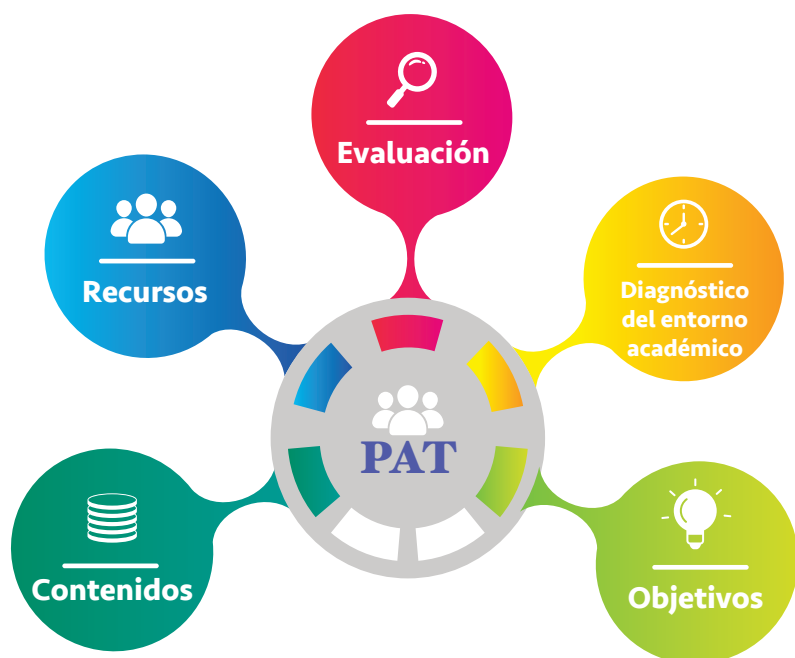 Evaluación
Recursos
Diagnóstico
del entorno
académico
PAT
Contenidos
Objetivos